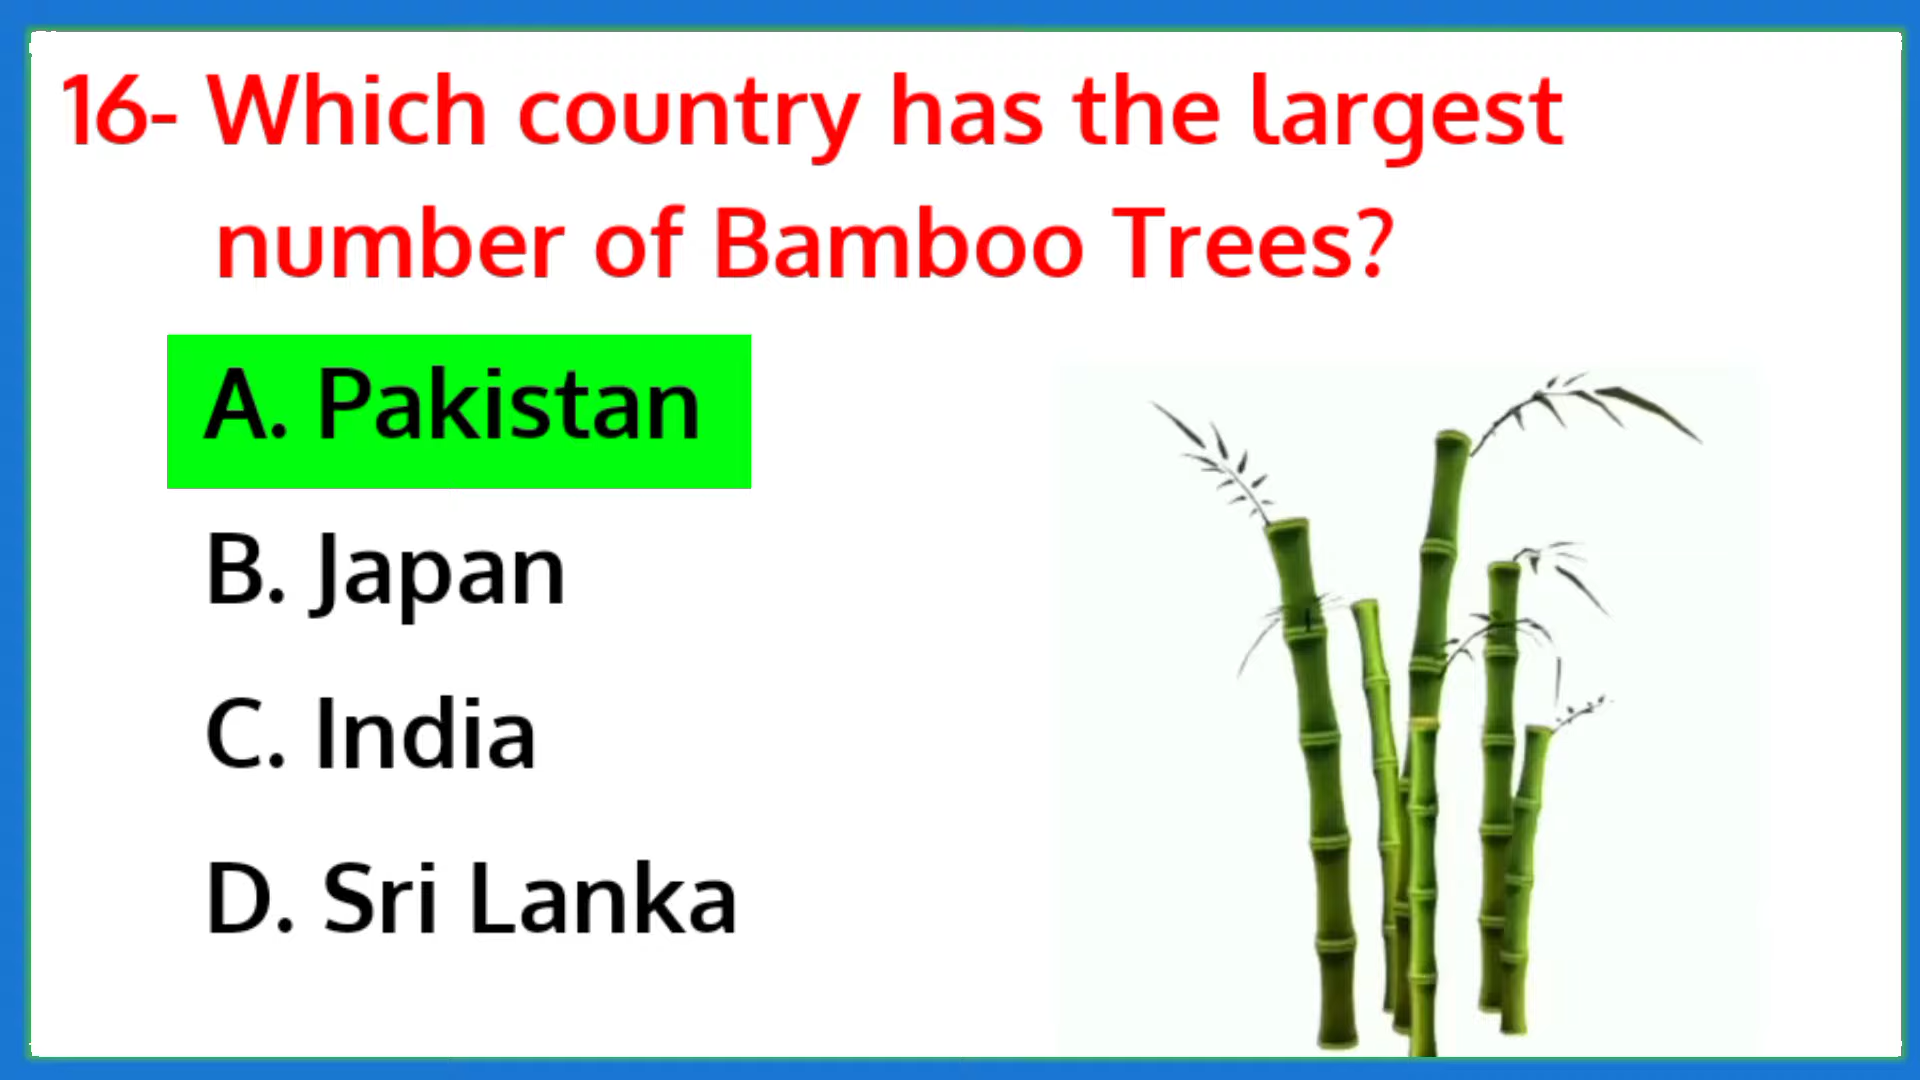 16- Which country has the largest
number of Bamboo Trees?
A. Pakistan
B. Japan
C. India
D. Sri Lanka